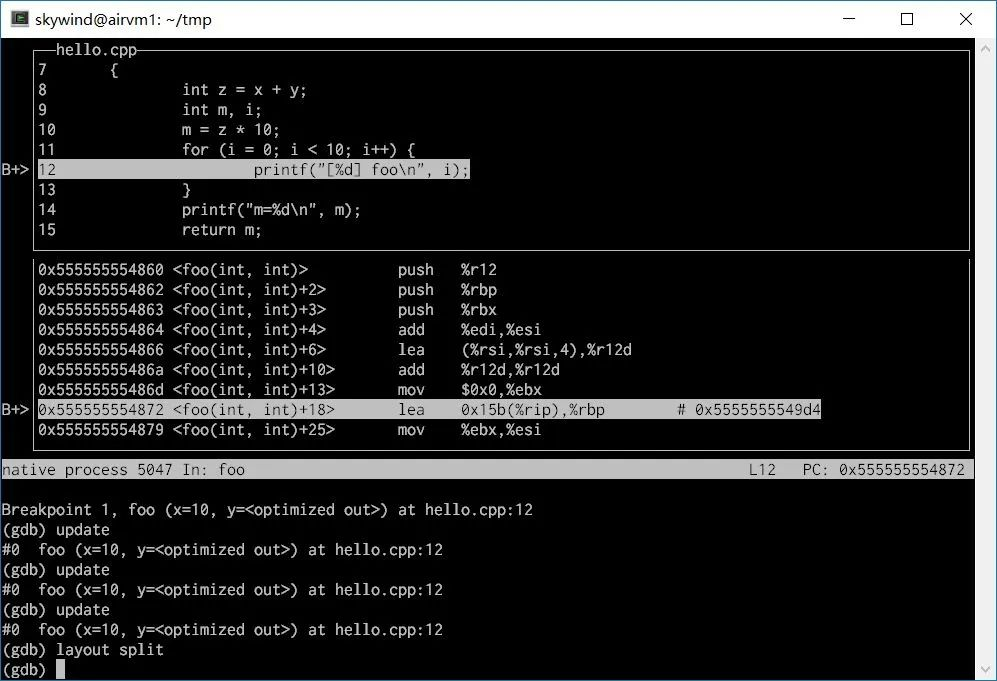 skywind@airvm1: ~/tmp
hello.cpp
7       {
8               int z = x + y;
9               int m, i;
10              m = z * 10;
11              for (i = 0; i < 10; i++) {
B+> 12                      printf("[%d] foo\n", i);
13              }
14              printf("m=%d\n", m);
15              return m;
0x555555554860 <foo(int, int)>          push   %r12
0x555555554862 <foo(int, int)+2>        push   %rbp
0x555555554863 <foo(int, int)+3>        push   %rbx
0x555555554864 <foo(int, int)+4>        add    %edi,%esi
0x555555554866 <foo(int, int)+6>        lea    (%rsi,%rsi,4),%r12d
0x55555555486a <foo(int, int)+10>       add    %r12d,%r12d
0x55555555486d <foo(int, int)+13>       mov    $0x0,%ebx
B+> 0x555555554872 <foo(int, int)+18>       lea    0x15b(%rip),%rbp        # 0x5555555549d4
0x555555554879 <foo(int, int)+25>       mov    %ebx,%esi
native process 5047 In: foo                                                        L12   PC: 0x555555554872
Breakpoint 1, foo (x=10, y=<optimized out>) at hello.cpp:12
(gdb) update
#0  foo (x=10, y=<optimized out>) at hello.cpp:12
(gdb) update
#0  foo (x=10, y=<optimized out>) at hello.cpp:12
(gdb) update
#0  foo (x=10, y=<optimized out>) at hello.cpp:12
(gdb) layout split
(gdb)